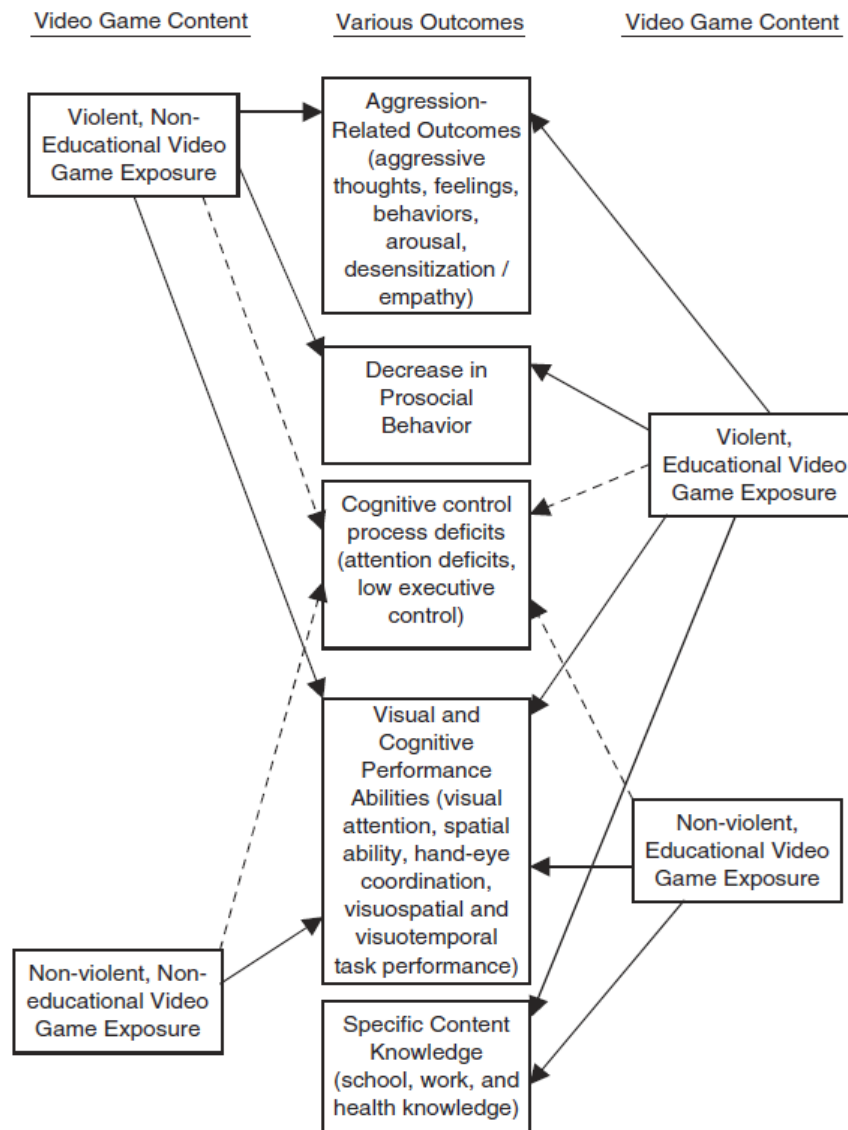 Video Game Content
Various Outcomes
Video Game Content
Violent, Non-
Educational Video
Game Exposure
Aggression-
Related Outcomes
(aggressive
thoughts, feelings,
behaviors,
arousal,
desensitization /
empathy)
Decrease in
Prosocial
Behavior
Violent,
Educational Video
Game Exposure
Cognitive control
process deficits
(attention deficits,
low executive
control)
Visual and
Cognitive
Performance
Abilities (visual
attention, spatial
ability, hand-eye
coordination,
visuospatial and
visuotemporal
task performance)
Non-violent,
Educational Video
Game Exposure
Non-violent, Non-
educational Video
Game Exposure
Specific Content
Knowledge
(school, work, and
health knowledge)